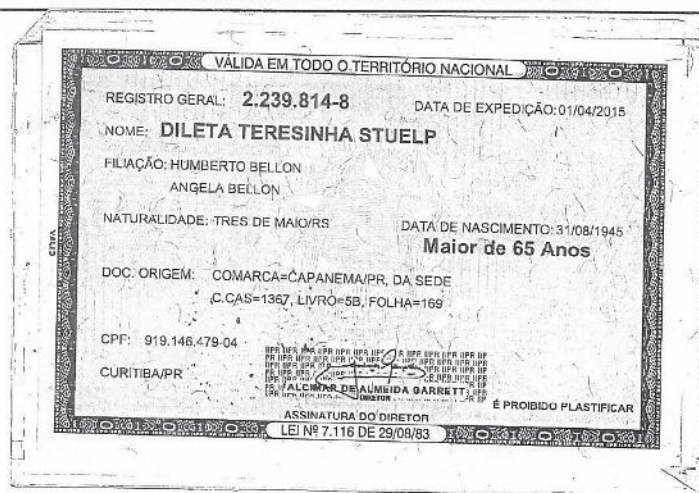 VÁLIDA EM TODO O TERRITÓRIO NACIONAL
REGISTRO GERAL: 2.239.814-8 DATA DE EXPEDIÇÃO: 01/04/2015
NOME: DILETA TERESINHA STUELP
FILIAÇÃO: HUMBERTO BELLON
ANGELA BELLON
NATURALIDADE: TRES DE MAIO/RS DATA DE NASCIMENTO: 31/08/1945
Maior de 65 Anos
DOC. ORIGEM: COMARCA=CAPANEMA/PR, DA SEDE
C.CAS=1367, LIVRO=5B, FOLHA=169
CPF: 919.146.479-04
CURITIBA/PR
ALCIMAR DE ALMEIDA GARRETT
DIRETOR
É PROIBIDO PLASTIFICAR
ASSINATURA DO DIRETOR
LEI Nº 7.116 DE 29/08/83